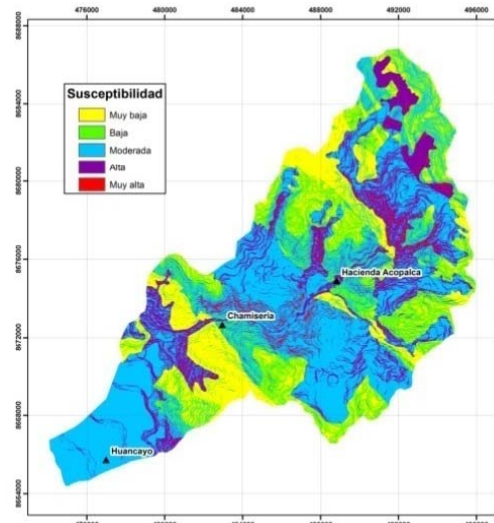 476000 480000 484000 488000 492000 496000
8688000
8684000
8680000
8676000
8672000
8668000
8664000
Susceptibilidad
Muy baja
Baja
Moderada
Alta
Muy alta
Hacienda Acopalca
Chamiseria
Huancayo